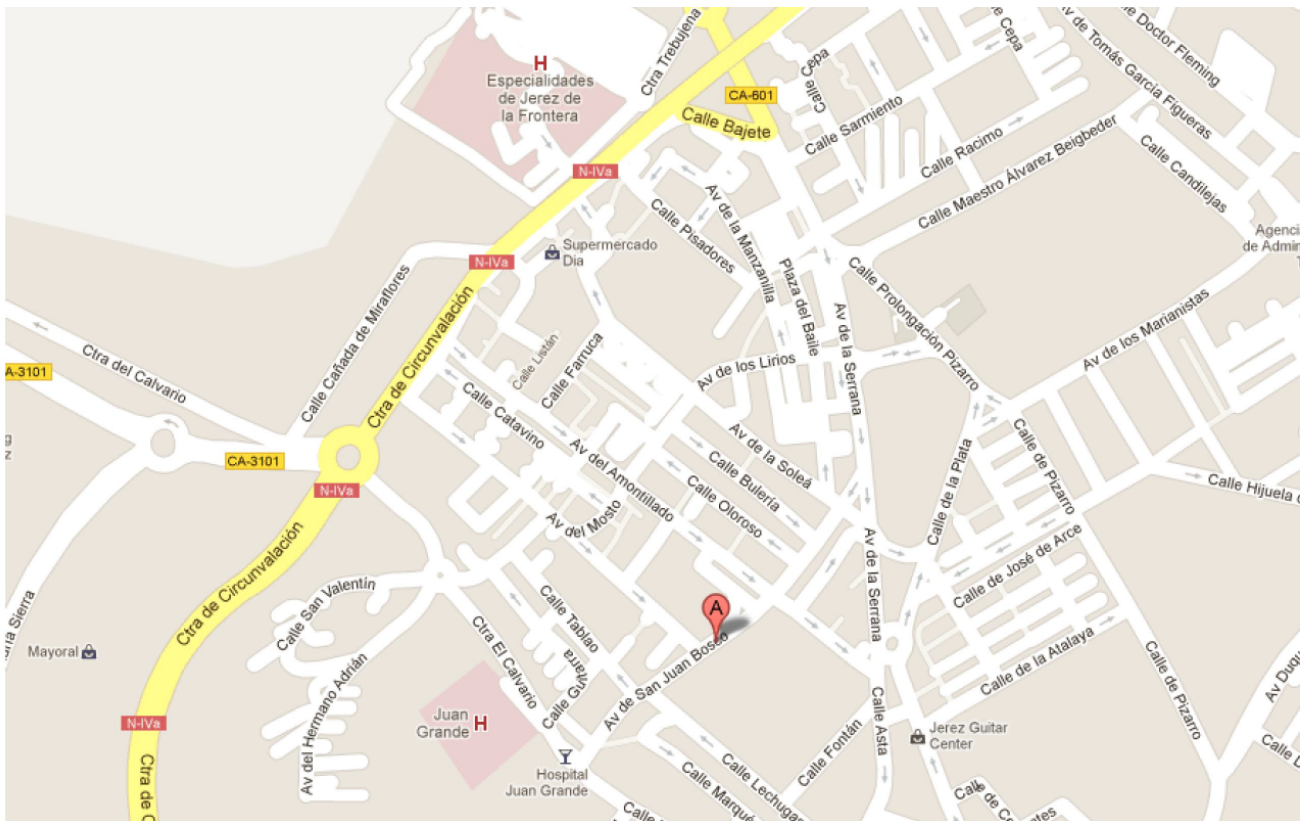 H
Especialidades
de Jerez de
la Frontera
Ctra Trebujena
CA-601
Calle Bajete
Calle Cepa
Calle Cepa
Calle Sarmiento
Calle Racimo
Calle Maestro Álvarez Beigbeder
Av de Tomás García Figueras
Doctor Fleming
Calle Candilejas
de Admin
N-IVa
Calle Pisadores
Av de la Manzanilla
Plaza del Baile
Supermercado
Dia
N-IVa
Calle Cañada de Miraflores
Ctra de Circunvalación
Ctra del Calvario
A-3101
CA-3101
Calle Listán
Calle Farruca
Calle Catavino
Av de los Lirios
Av de la Serrana
Calle Prolongación Pizarro
Av de los Marianistas
Av de la Soleá
Calle Bulería
Calle Oloroso
Av del Amontillado
Av del Mosto
N-IVa
Ctra de Circunvalación
Calle de la Plata
Calle de Pizarro
Calle Hijuela
Calle de José de Arce
Av de la Serrana
Calle San Valentín
Calle Tablao
Calle Guitarra
Ctra El Calvario
A
Av de San Juan Bosco
Calle de la Atalaya
Calle de Pizarro
Sierra
Mayoral
N-IVa
Av del Hermano Adrián
Juan
Grande
H
Hospital
Juan Grande
Calle Fontán
Calle Asta
Jerez Guitar
Center
Calle Marqué
Calle Lechugas
Ctra de C